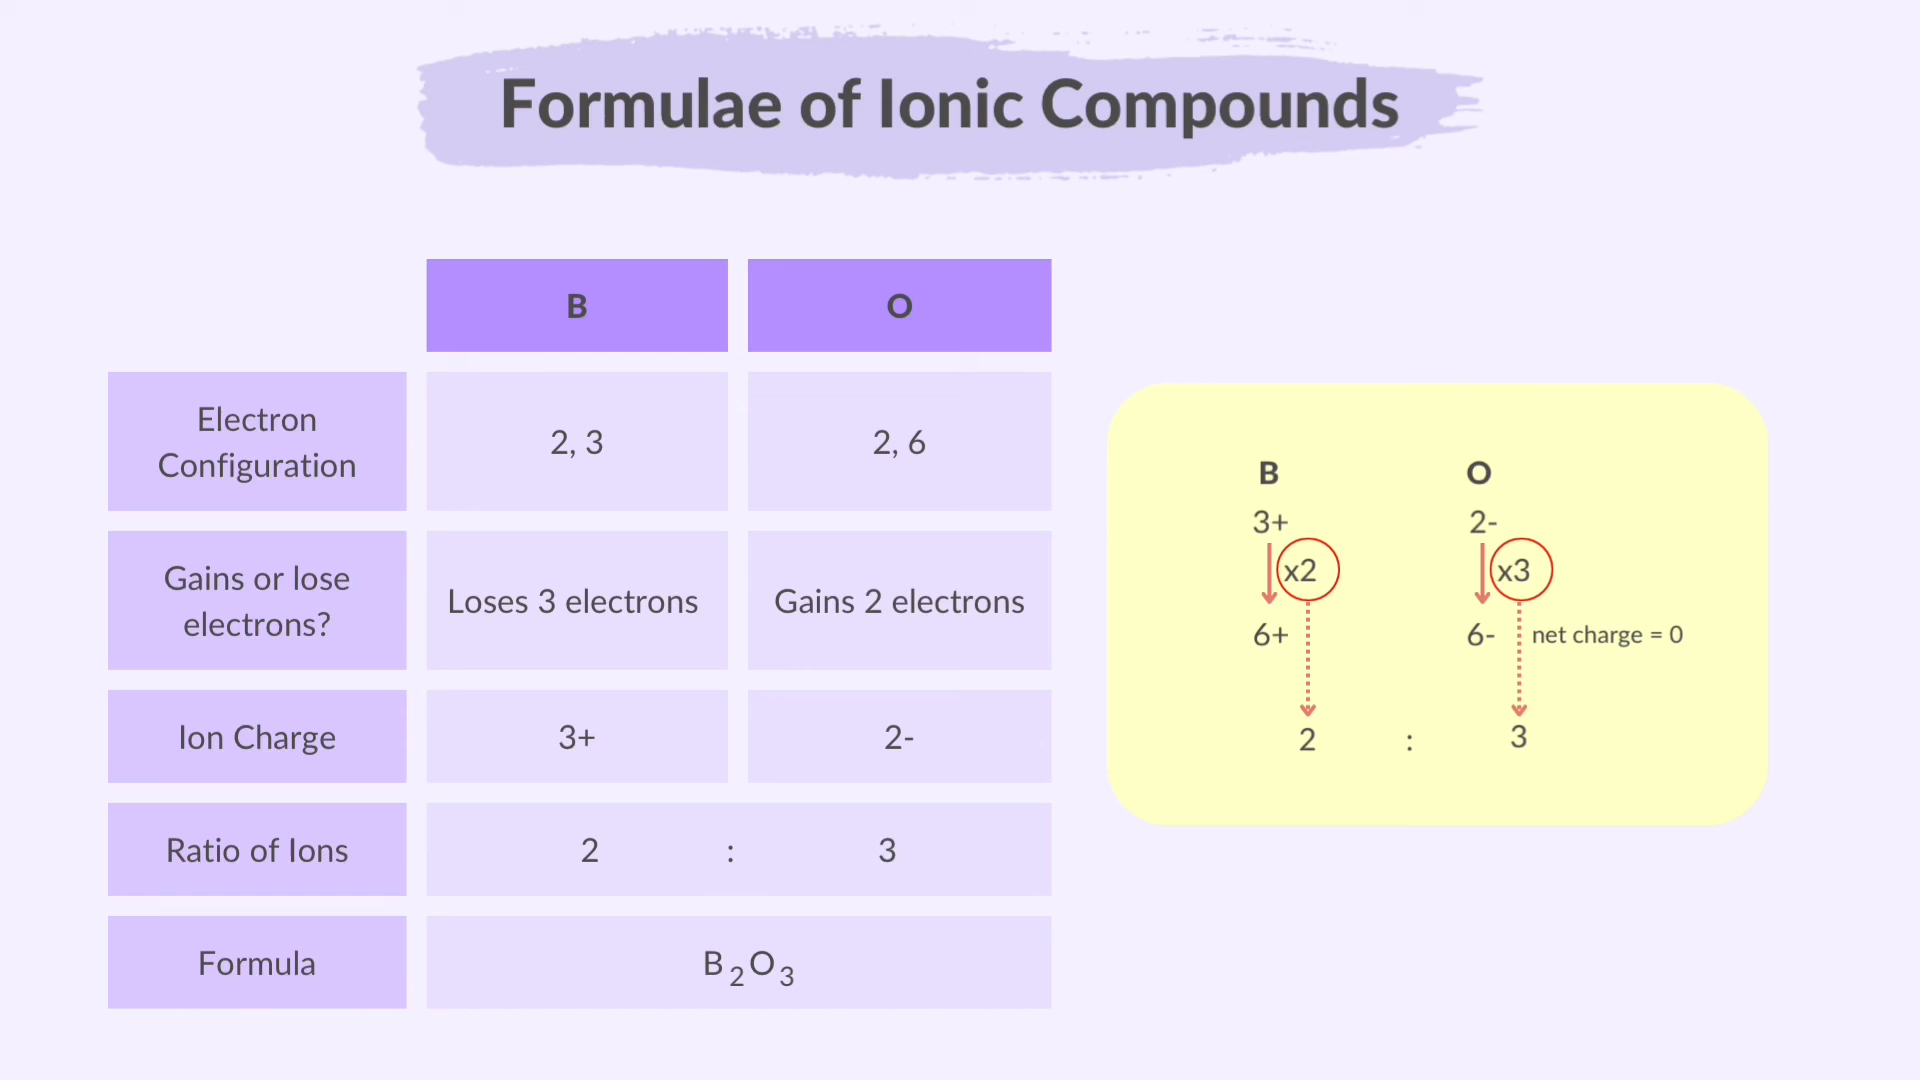 Formulae of Ionic Compounds
B O
Electron
Configuration
2, 3 2, 6
Gains or lose
electrons?
Loses 3 electrons Gains 2 electrons
Ion Charge 3+ 2-
Ratio of Ions 2 : 3
Formula B2O3
B O
3+ 2-
x2 x3
6+ 6- net charge = 0
2 : 3